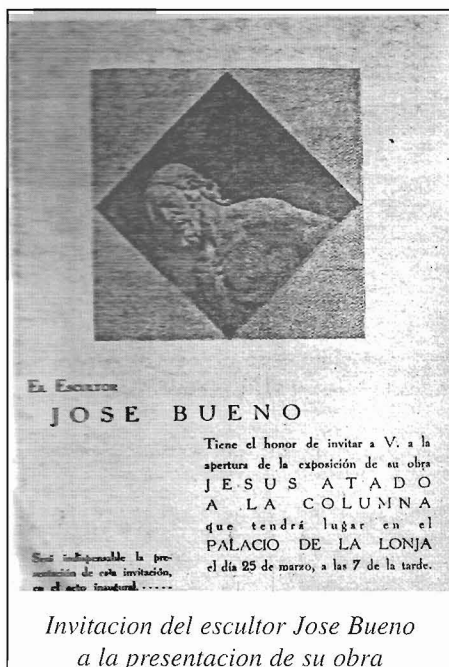 EL ESCULTOR
JOSE BUENO
Tiene el honor de invitar a V. a la
apertura de la exposición de su obra
JESUS ATADO
A LA COLUMNA
que tendrá lugar en el
PALACIO DE LA LONJA
el día 25 de marzo, a las 7 de la tarde.
Será indispensable la pre-
sentación de esta invitación,
en el acto inaugural.....
Invitacion del escultor Jose Bueno
a la presentacion de su obra